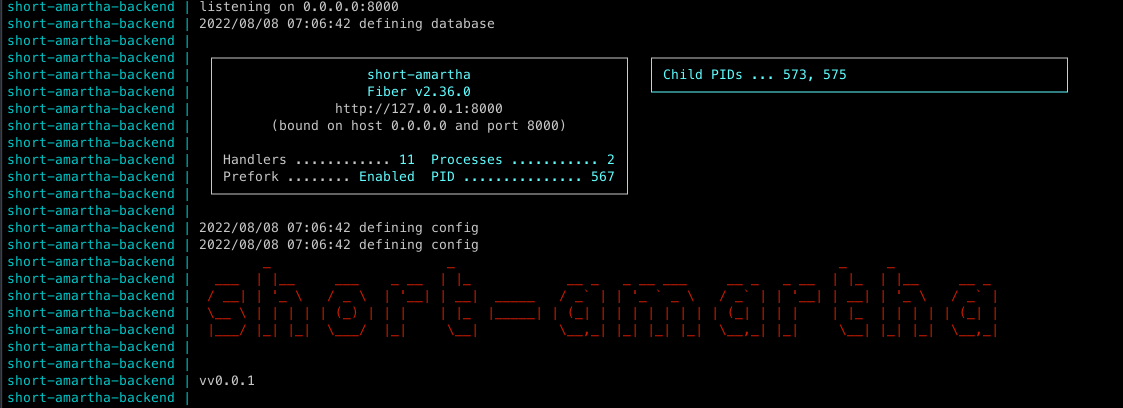 short-amartha-backend | listening on 0.0.0.0:8000
short-amartha-backend | 2022/08/08 07:06:42 defining database
short-amartha-backend |
short-amartha-backend |
short-amartha-backend | short-amartha Child PIDs ... 573, 575
short-amartha-backend | Fiber v2.36.0
short-amartha-backend | http://127.0.0.1:8000
short-amartha-backend | (bound on host 0.0.0.0 and port 8000)
short-amartha-backend |
short-amartha-backend | Handlers ............ 11 Processes ........... 2
short-amartha-backend | Prefork ........ Enabled PID ............... 567
short-amartha-backend |
short-amartha-backend |
short-amartha-backend | 2022/08/08 07:06:42 defining config
short-amartha-backend | 2022/08/08 07:06:42 defining config
short-amartha-backend |
short-amartha-backend |
short-amartha-backend | short-amartha
short-amartha-backend |
short-amartha-backend |
short-amartha-backend |
short-amartha-backend |
short-amartha-backend | vv0.0.1
short-amartha-backend |